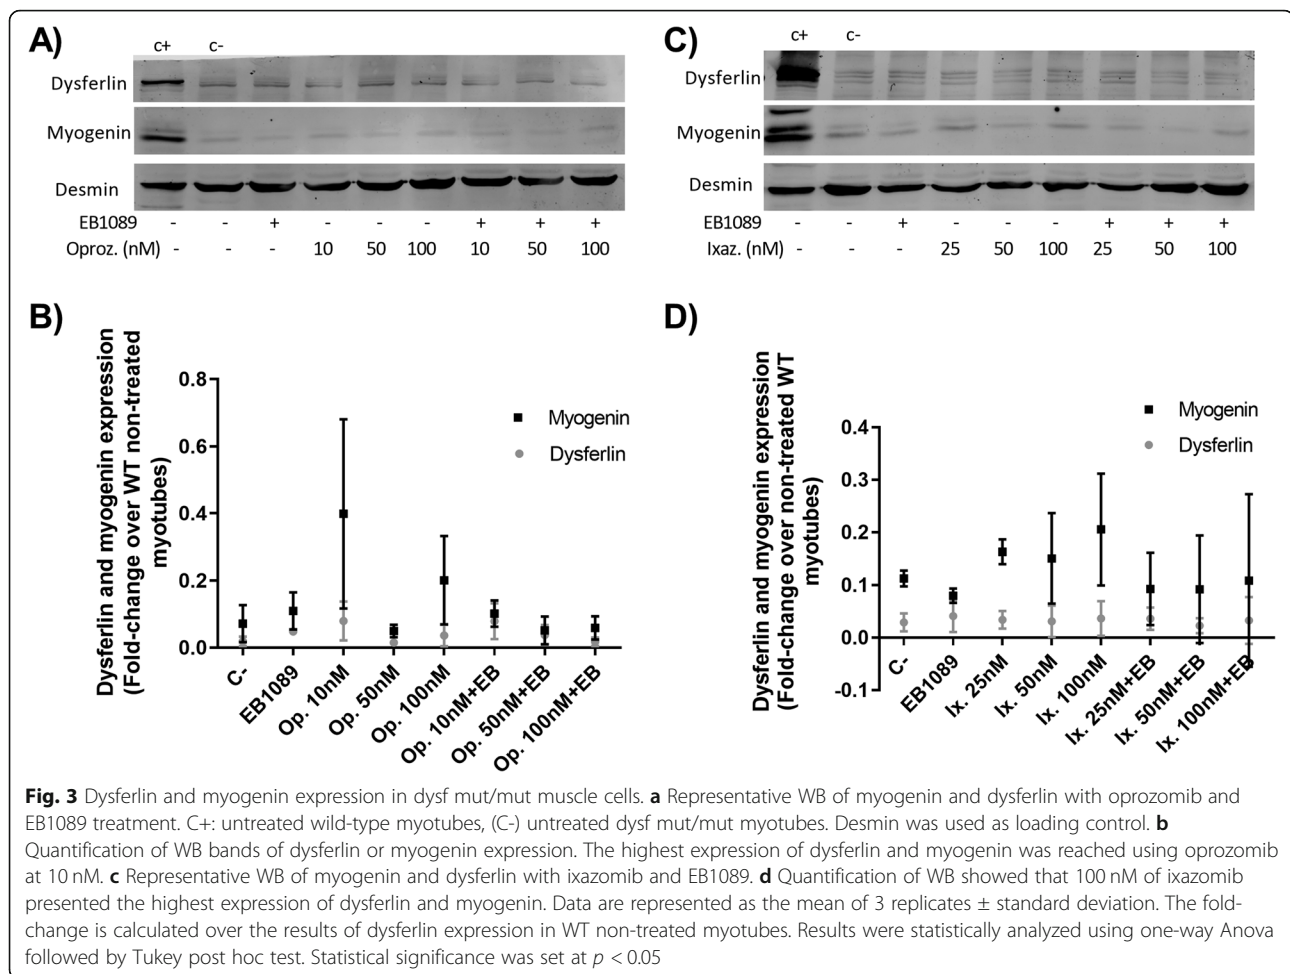 A)
c+ c-
Dysferlin
Myogenin
Desmin
EB1089 - - + - - - + + +
Oproz. (nM) - - - 10 50 100 10 50 100
C)
c+ c-
Dysferlin
Myogenin
Desmin
EB1089 - - + - - - + + +
Ixaz. (nM) - - - 25 50 100 25 50 100
B)
Dysferlin and myogenin expression
(Fold-change over WT non-treated
myotubes)
0.8
0.6
0.4
0.2
0.0
Myogenin
Dysferlin
C-
EB1089
Op. 10nM
Op. 50nM
Op. 100nM
Op. 10nM+EB
Op. 50nM+EB
Op. 100nM+EB
D)
Dysferlin and myogenin expression
(Fold-change over non-treated WT
myotubes)
0.4
0.3
0.2
0.1
0.0
-0.1
Myogenin
Dysferlin
C-
EB1089
Ix. 25nM
Ix. 50nM
Ix. 100nM
Ix. 25nM+EB
Ix. 50nM+EB
Ix. 100nM+EB
Fig. 3 Dysferlin and myogenin expression in dysf mut/mut muscle cells. a Representative WB of myogenin and dysferlin with oprozomib and
EB1089 treatment. C+: untreated wild-type myotubes, (C-) untreated dysf mut/mut myotubes. Desmin was used as loading control. b
Quantification of WB bands of dysferlin or myogenin expression. The highest expression of dysferlin and myogenin was reached using oprozomib
at 10 nM. c Representative WB of myogenin and dysferlin with ixazomib and EB1089. d Quantification of WB showed that 100 nM of ixazomib
presented the highest expression of dysferlin and myogenin. Data are represented as the mean of 3 replicates ± standard deviation. The fold-
change is calculated over the results of dysferlin expression in WT non-treated myotubes. Results were statistically analyzed using one-way Anova
followed by Tukey post hoc test. Statistical significance was set at p < 0.05